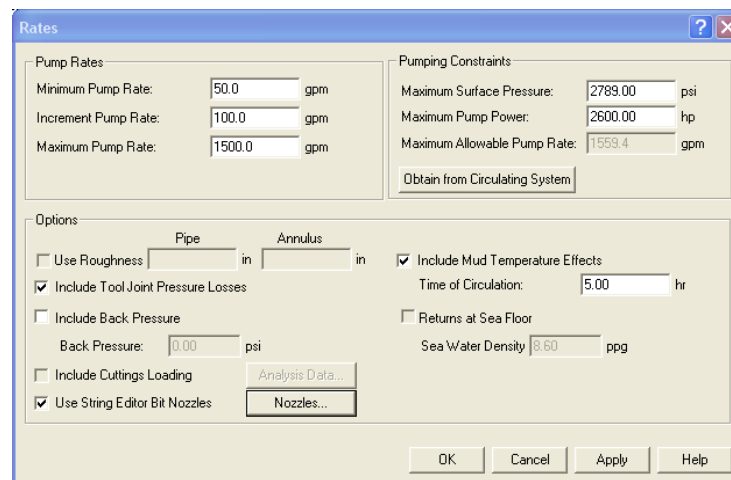 Rates
Pump Rates
Minimum Pump Rate: 50.0 gpm
Increment Pump Rate: 100.0 gpm
Maximum Pump Rate: 1500.0 gpm
Pumping Constraints
Maximum Surface Pressure: 2789.00 psi
Maximum Pump Power: 2600.00 hp
Maximum Allowable Pump Rate: 1559.4 gpm
Obtain from Circulating System
Options
Pipe Annulus
Use Roughness in in
Include Tool Joint Pressure Losses
Include Back Pressure
Back Pressure: 0.00 psi
Include Cuttings Loading Analysis Data...
Use String Editor Bit Nozzles Nozzles...
Include Mud Temperature Effects
Time of Circulation: 5.00 hr
Returns at Sea Floor
Sea Water Density 8.60 ppg
OK Cancel Apply Help